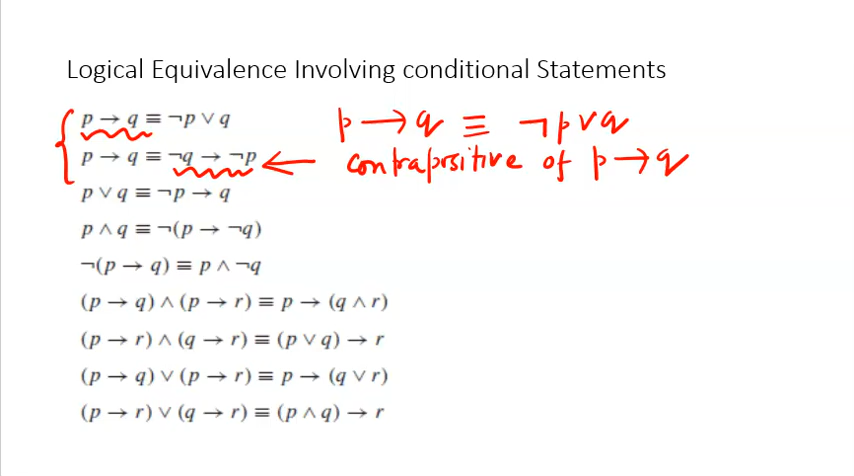 Logical Equivalence Involving conditional Statements
p → q ≡ ¬p ∨ q
p → q ≡ ¬p ∨ q
p → q ≡ ¬q → ¬p
contrapositive of p → q
p ∨ q ≡ ¬p → q
p ∧ q ≡ ¬(p → ¬q)
¬(p → q) ≡ p ∧ ¬q
(p → q) ∧ (p → r) ≡ p → (q ∧ r)
(p → r) ∧ (q → r) ≡ (p ∨ q) → r
(p → q) ∨ (p → r) ≡ p → (q ∨ r)
(p → r) ∨ (q → r) ≡ (p ∧ q) → r